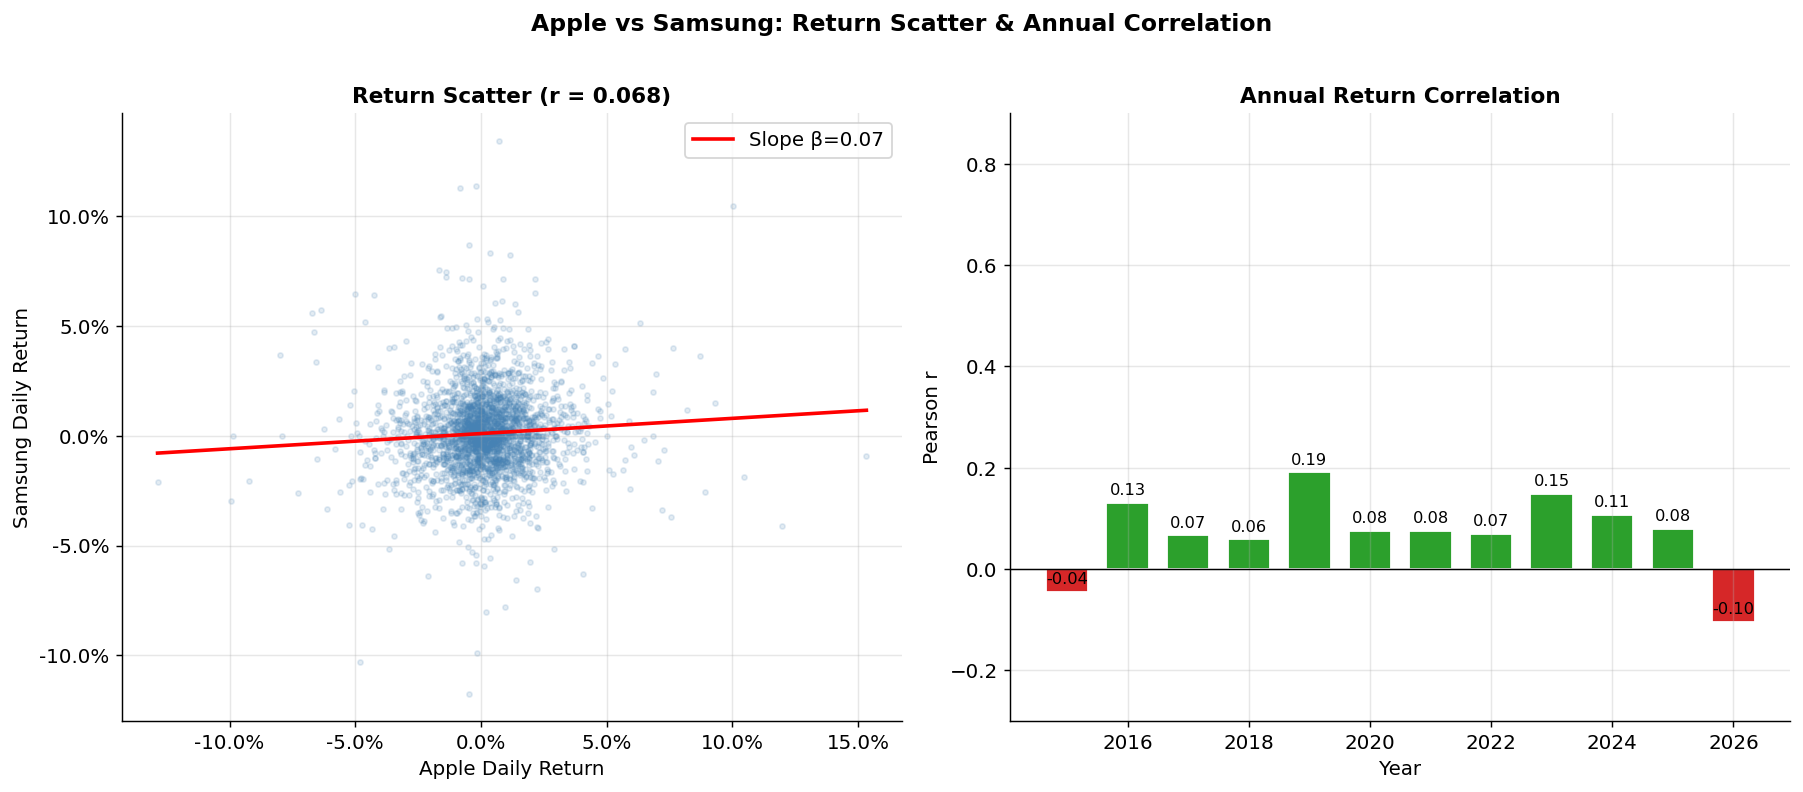 Apple vs Samsung: Return Scatter & Annual Correlation
Return Scatter (r = 0.068)
Slope β=0.07
10.0%
5.0%
0.0%
-5.0%
-10.0%
Samsung Daily Return
-10.0% -5.0% 0.0% 5.0% 10.0% 15.0%
Apple Daily Return
Annual Return Correlation
0.8
0.6
0.4
0.2
0.0
−0.2
Pearson r
-0.04 0.13 0.07 0.06 0.19 0.08 0.08 0.07 0.15 0.11 0.08 -0.10
2016 2018 2020 2022 2024 2026
Year